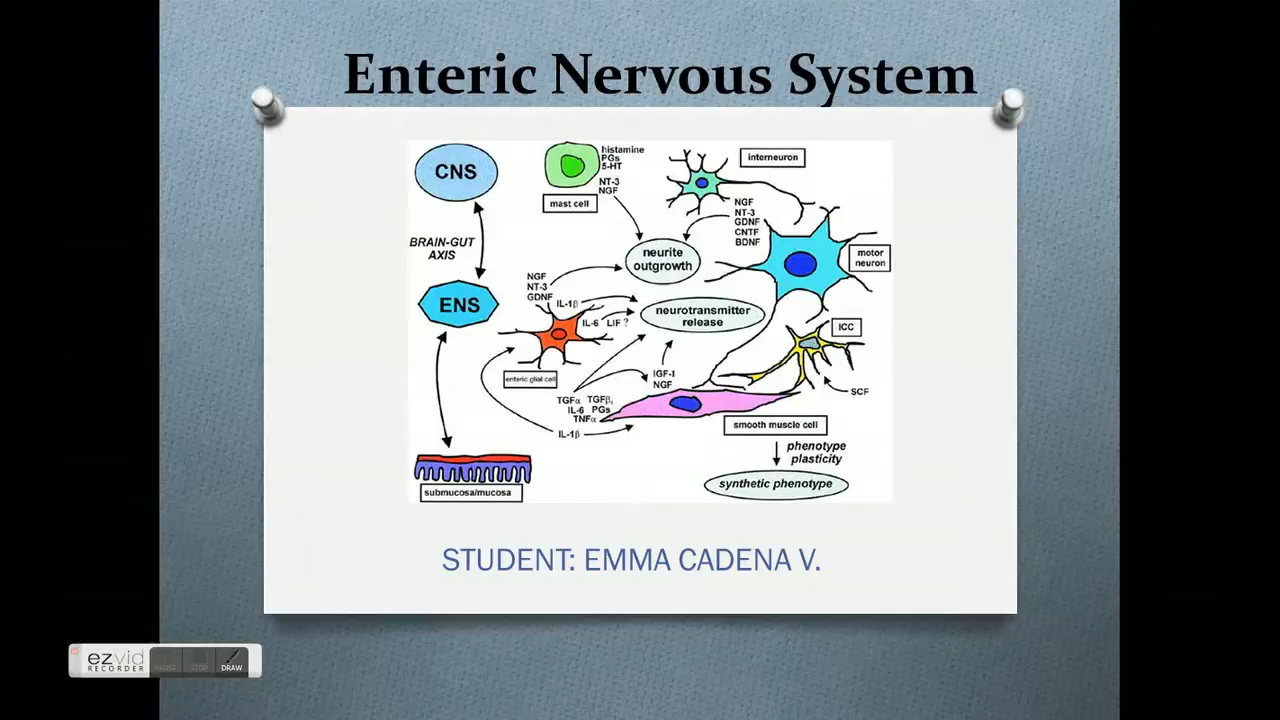 Enteric Nervous System
CNS
BRAIN-GUT
AXIS
ENS
submucosa/mucosa
histamine
PGs
5-HT
NT-3
NGF
mast cell
interneuron
NGF
NT-3
GDNF
CNTF
BDNF
motor
neuron
neurite
outgrowth
NGF
NT-3
GDNF
IL-1β
IL-6 LIF ?
neurotransmitter
release
enteric glial cell
ICC
SCF
IGF-I
NGF
TGFα TGFβ,
IL-6 PGs
TNFα
IL-1β
smooth muscle cell
phenotype
plasticity
synthetic phenotype
STUDENT: EMMA CADENA V.
ezvid
RECORDER
PAUSE
STOP
DRAW